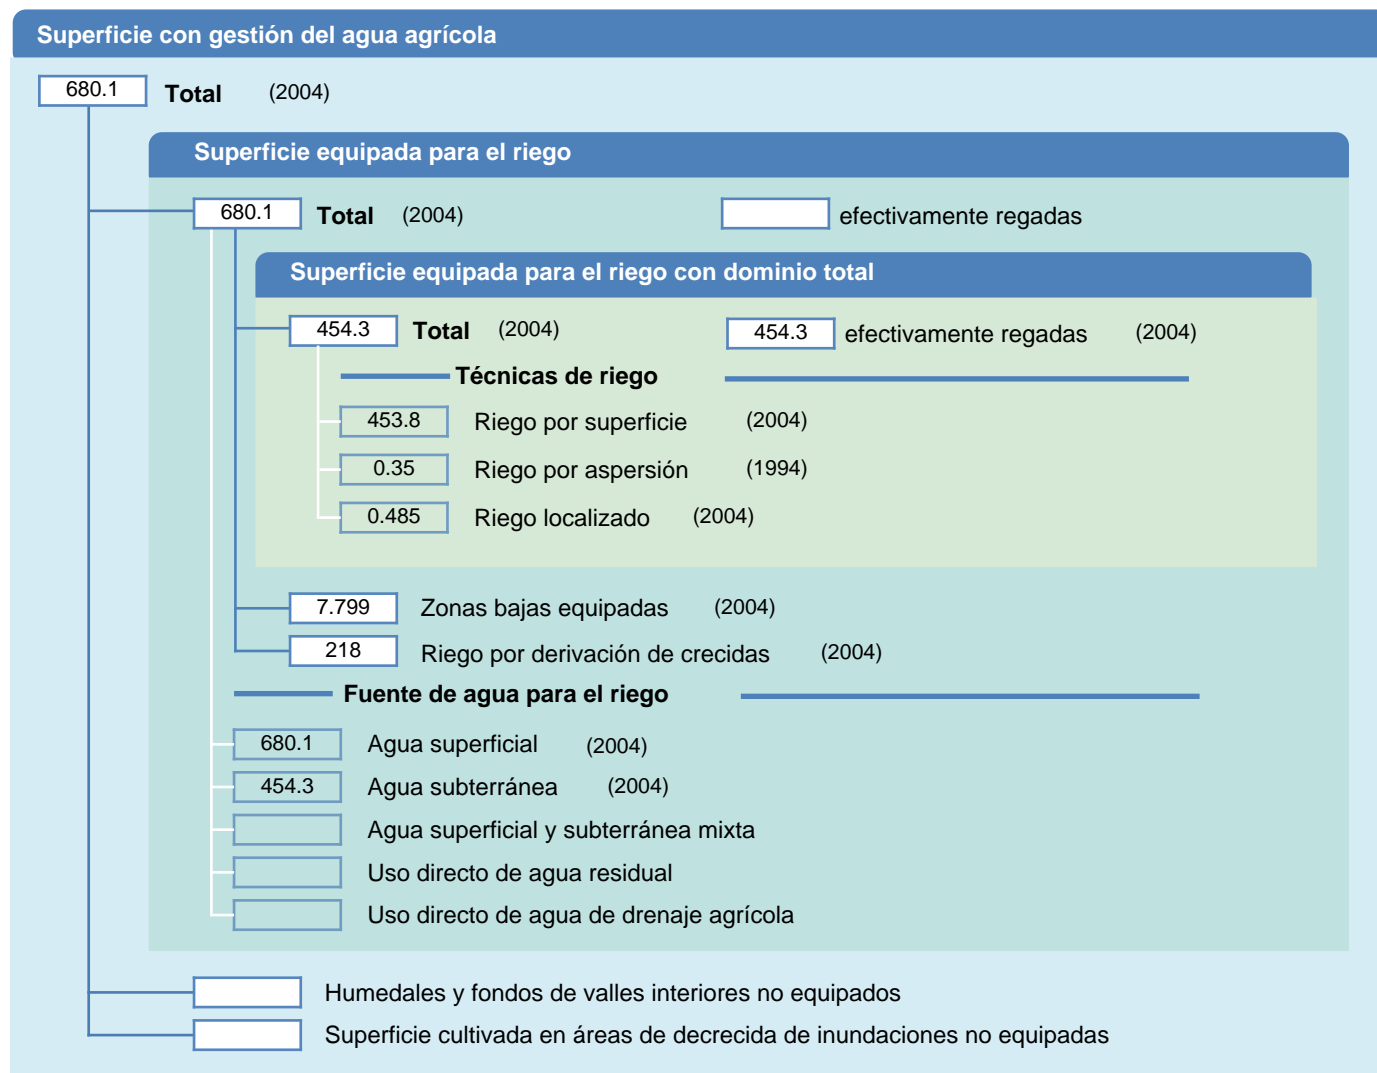 Superficie con gestión del agua agrícola
680.1 Total (2004)
Superficie equipada para el riego
680.1 Total (2004) efectivamente regadas
Superficie equipada para el riego con dominio total
454.3 Total (2004) 454.3 efectivamente regadas (2004)
Técnicas de riego
453.8 Riego por superficie (2004)
0.35 Riego por aspersión (1994)
0.485 Riego localizado (2004)
7.799 Zonas bajas equipadas (2004)
218 Riego por derivación de crecidas (2004)
Fuente de agua para el riego
680.1 Agua superficial (2004)
454.3 Agua subterránea (2004)
Agua superficial y subterránea mixta
Uso directo de agua residual
Uso directo de agua de drenaje agrícola
Humedales y fondos de valles interiores no equipados
Superficie cultivada en áreas de decrecida de inundaciones no equipadas